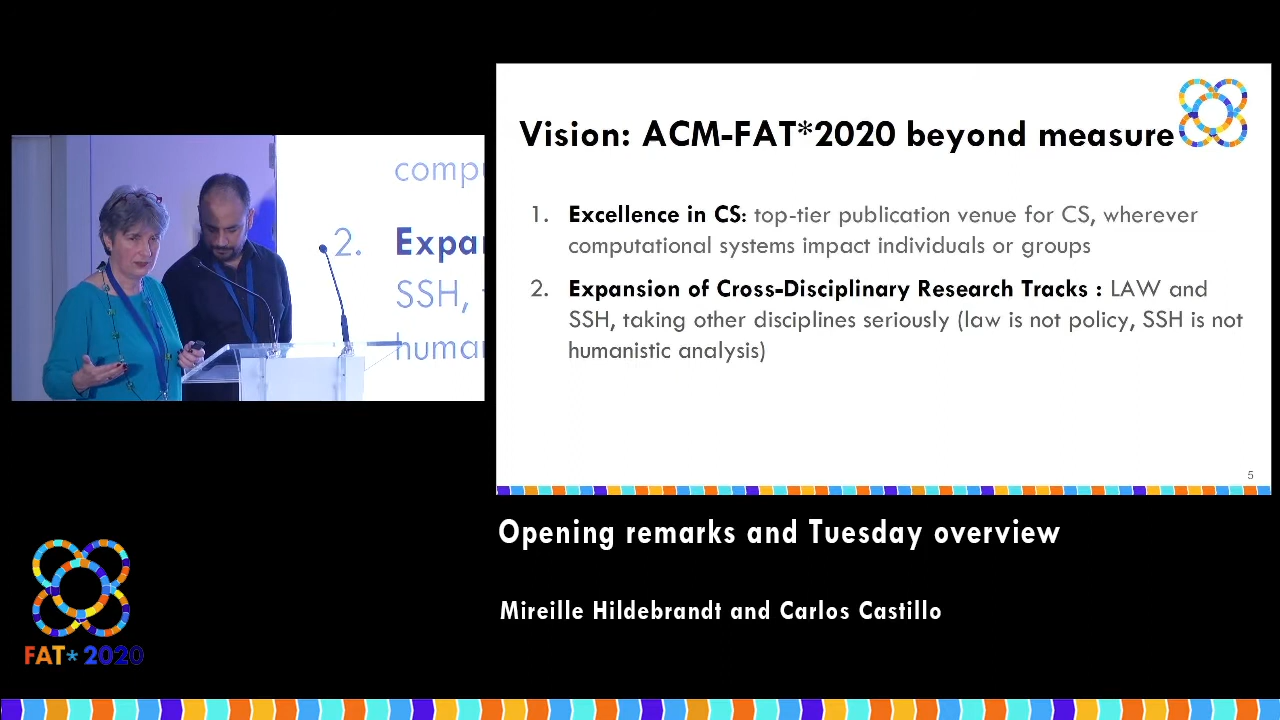 comp
2. Expa
SSH,
huma
Vision: ACM-FAT*2020 beyond measure
1. Excellence in CS: top-tier publication venue for CS, wherever
computational systems impact individuals or groups
2. Expansion of Cross-Disciplinary Research Tracks : LAW and
SSH, taking other disciplines seriously (law is not policy, SSH is not
humanistic analysis)
5
Opening remarks and Tuesday overview
Mireille Hildebrandt and Carlos Castillo
FAT* 2020